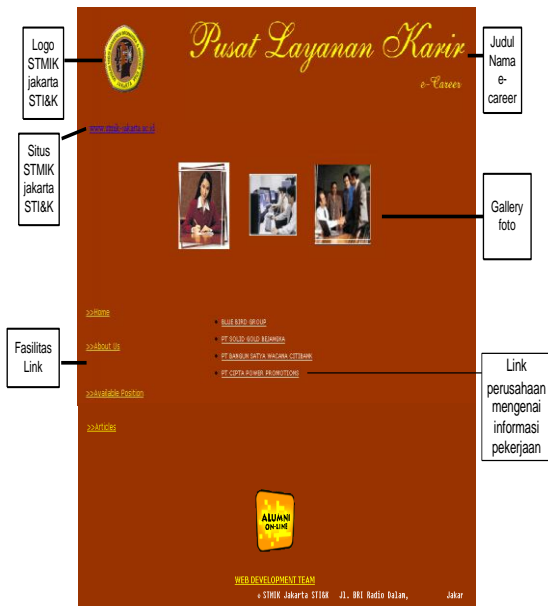 Logo
STMIK
jakarta
STI&K
Pusat Layanan Karir
e-Career
Judul
Nama
e-
career
www.stmik-jakarta.ac.id
Situs
STMIK
jakarta
STI&K
Gallery
foto
>>Home
>>About Us
>>Available Position
>>Articles
Fasilitas
Link
BLUE BIRD GROUP
PT SOLID GOLD BEJANGKA
PT BANGUN SATYA WACANA CITIBANK
PT CIPTA POWER PROMOTIONS
Link
perusahaan
mengenai
informasi
pekerjaan
ALUMNI
ON-LINE
WEB DEVELOPMENT TEAM
© STMIK Jakarta STI&K Jl. BRI Radio Dalam, Jakar